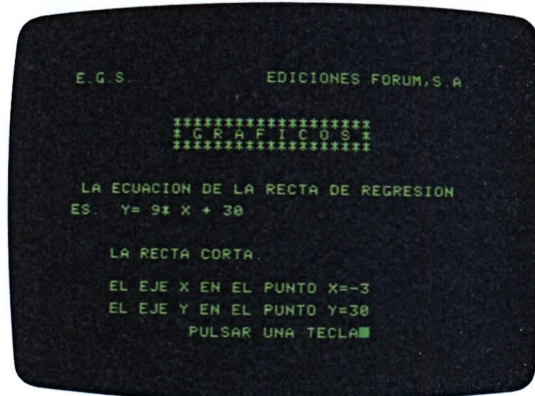 E.G.S. EDICIONES FORUM,S.A.
********************
* G R A F I C O S *
********************
LA ECUACION DE LA RECTA DE REGRESION
ES. Y= 9* X + 30
LA RECTA CORTA.
EL EJE X EN EL PUNTO X=-3
EL EJE Y EN EL PUNTO Y=30
PULSAR UNA TECLA